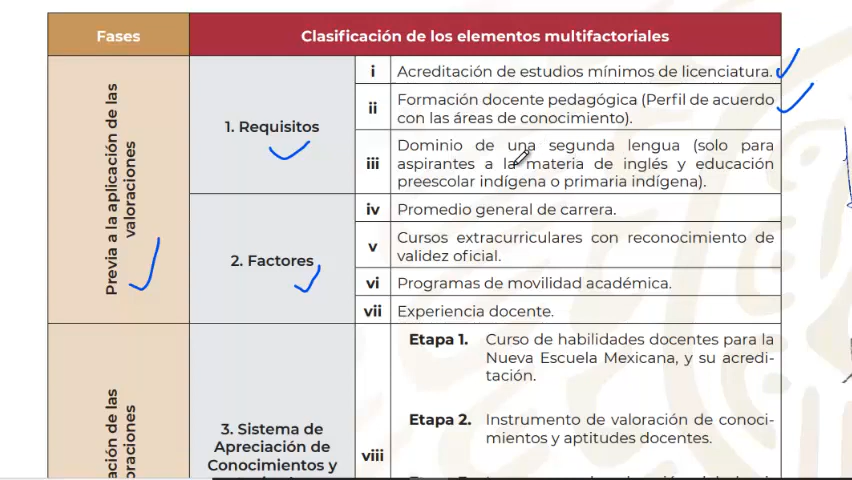 Fases
Clasificación de los elementos multifactoriales
Previa a la aplicación de las
valoraciones
1. Requisitos
i
Acreditación de estudios mínimos de licenciatura.
ii
Formación docente pedagógica (Perfil de acuerdo
con las áreas de conocimiento).
iii
Dominio de una segunda lengua (solo para
aspirantes a la materia de inglés y educación
preescolar indígena o primaria indígena).
2. Factores
iv
Promedio general de carrera.
v
Cursos extracurriculares con reconocimiento de
validez oficial.
vi
Programas de movilidad académica.
vii
Experiencia docente.
ación de las
oraciones
3. Sistema de
Apreciación de
Conocimientos y
viii
Etapa 1. Curso de habilidades docentes para la
Nueva Escuela Mexicana, y su acredi-
tación.
Etapa 2. Instrumento de valoración de conoci-
mientos y aptitudes docentes.